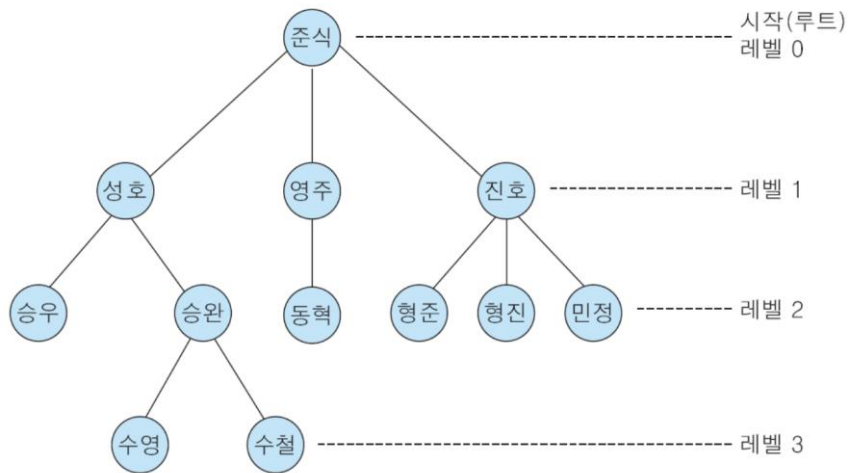 준식
시작(루트)
레벨 0
성호
영주
진호
레벨 1
승우
승완
동혁
형준
형진
민정
레벨 2
수영
수철
레벨 3